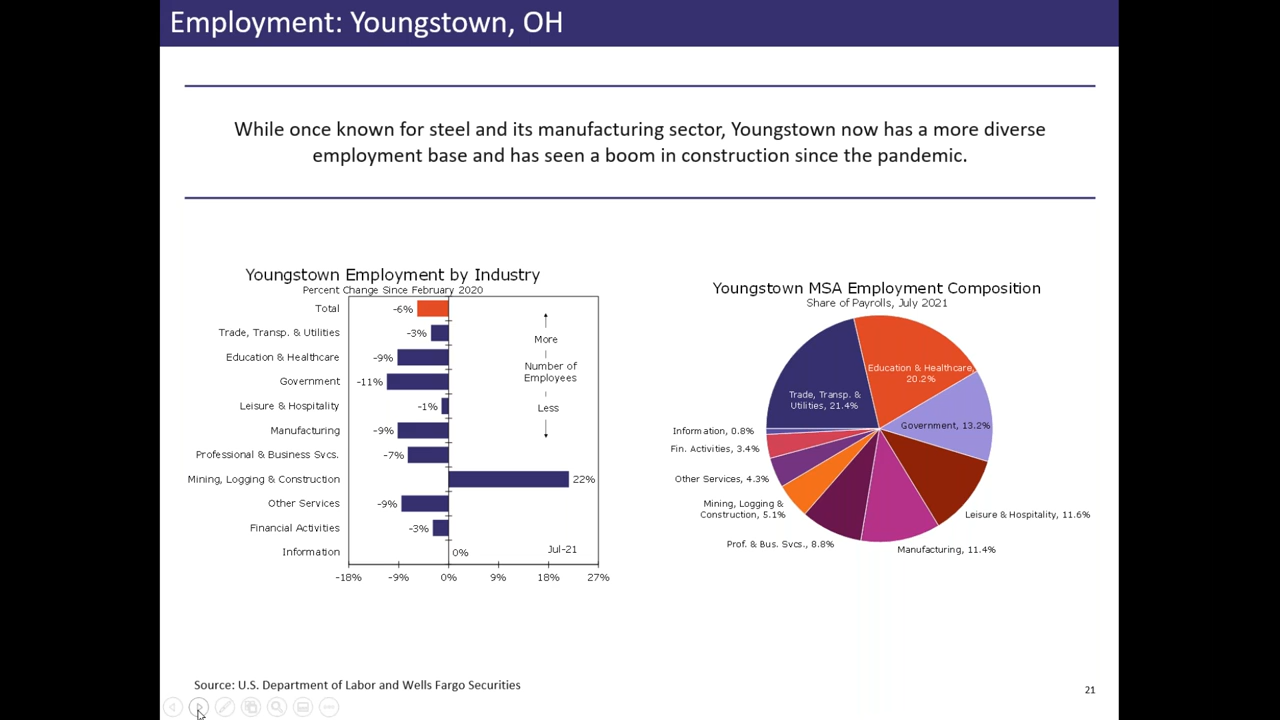 Employment: Youngstown, OH
While once known for steel and its manufacturing sector, Youngstown now has a more diverse
employment base and has seen a boom in construction since the pandemic.
Youngstown Employment by Industry
Percent Change Since February 2020
Total
-6%
Trade, Transp. & Utilities
-3%
Education & Healthcare
-9%
Government
-11%
Leisure & Hospitality
-1%
Manufacturing
-9%
Professional & Business Svcs.
-7%
Mining, Logging & Construction
22%
Other Services
-9%
Financial Activities
-3%
Information
0%
More
Number of
Employees
Less
Jul-21
-18% -9% 0% 9% 18% 27%
Youngstown MSA Employment Composition
Share of Payrolls, July 2021
Education & Healthcare,
20.2%
Trade, Transp. &
Utilities, 21.4%
Government, 13.2%
Information, 0.8%
Fin. Activities, 3.4%
Other Services, 4.3%
Mining, Logging &
Construction, 5.1%
Leisure & Hospitality, 11.6%
Prof. & Bus. Svcs., 8.8%
Manufacturing, 11.4%
Source: U.S. Department of Labor and Wells Fargo Securities
21